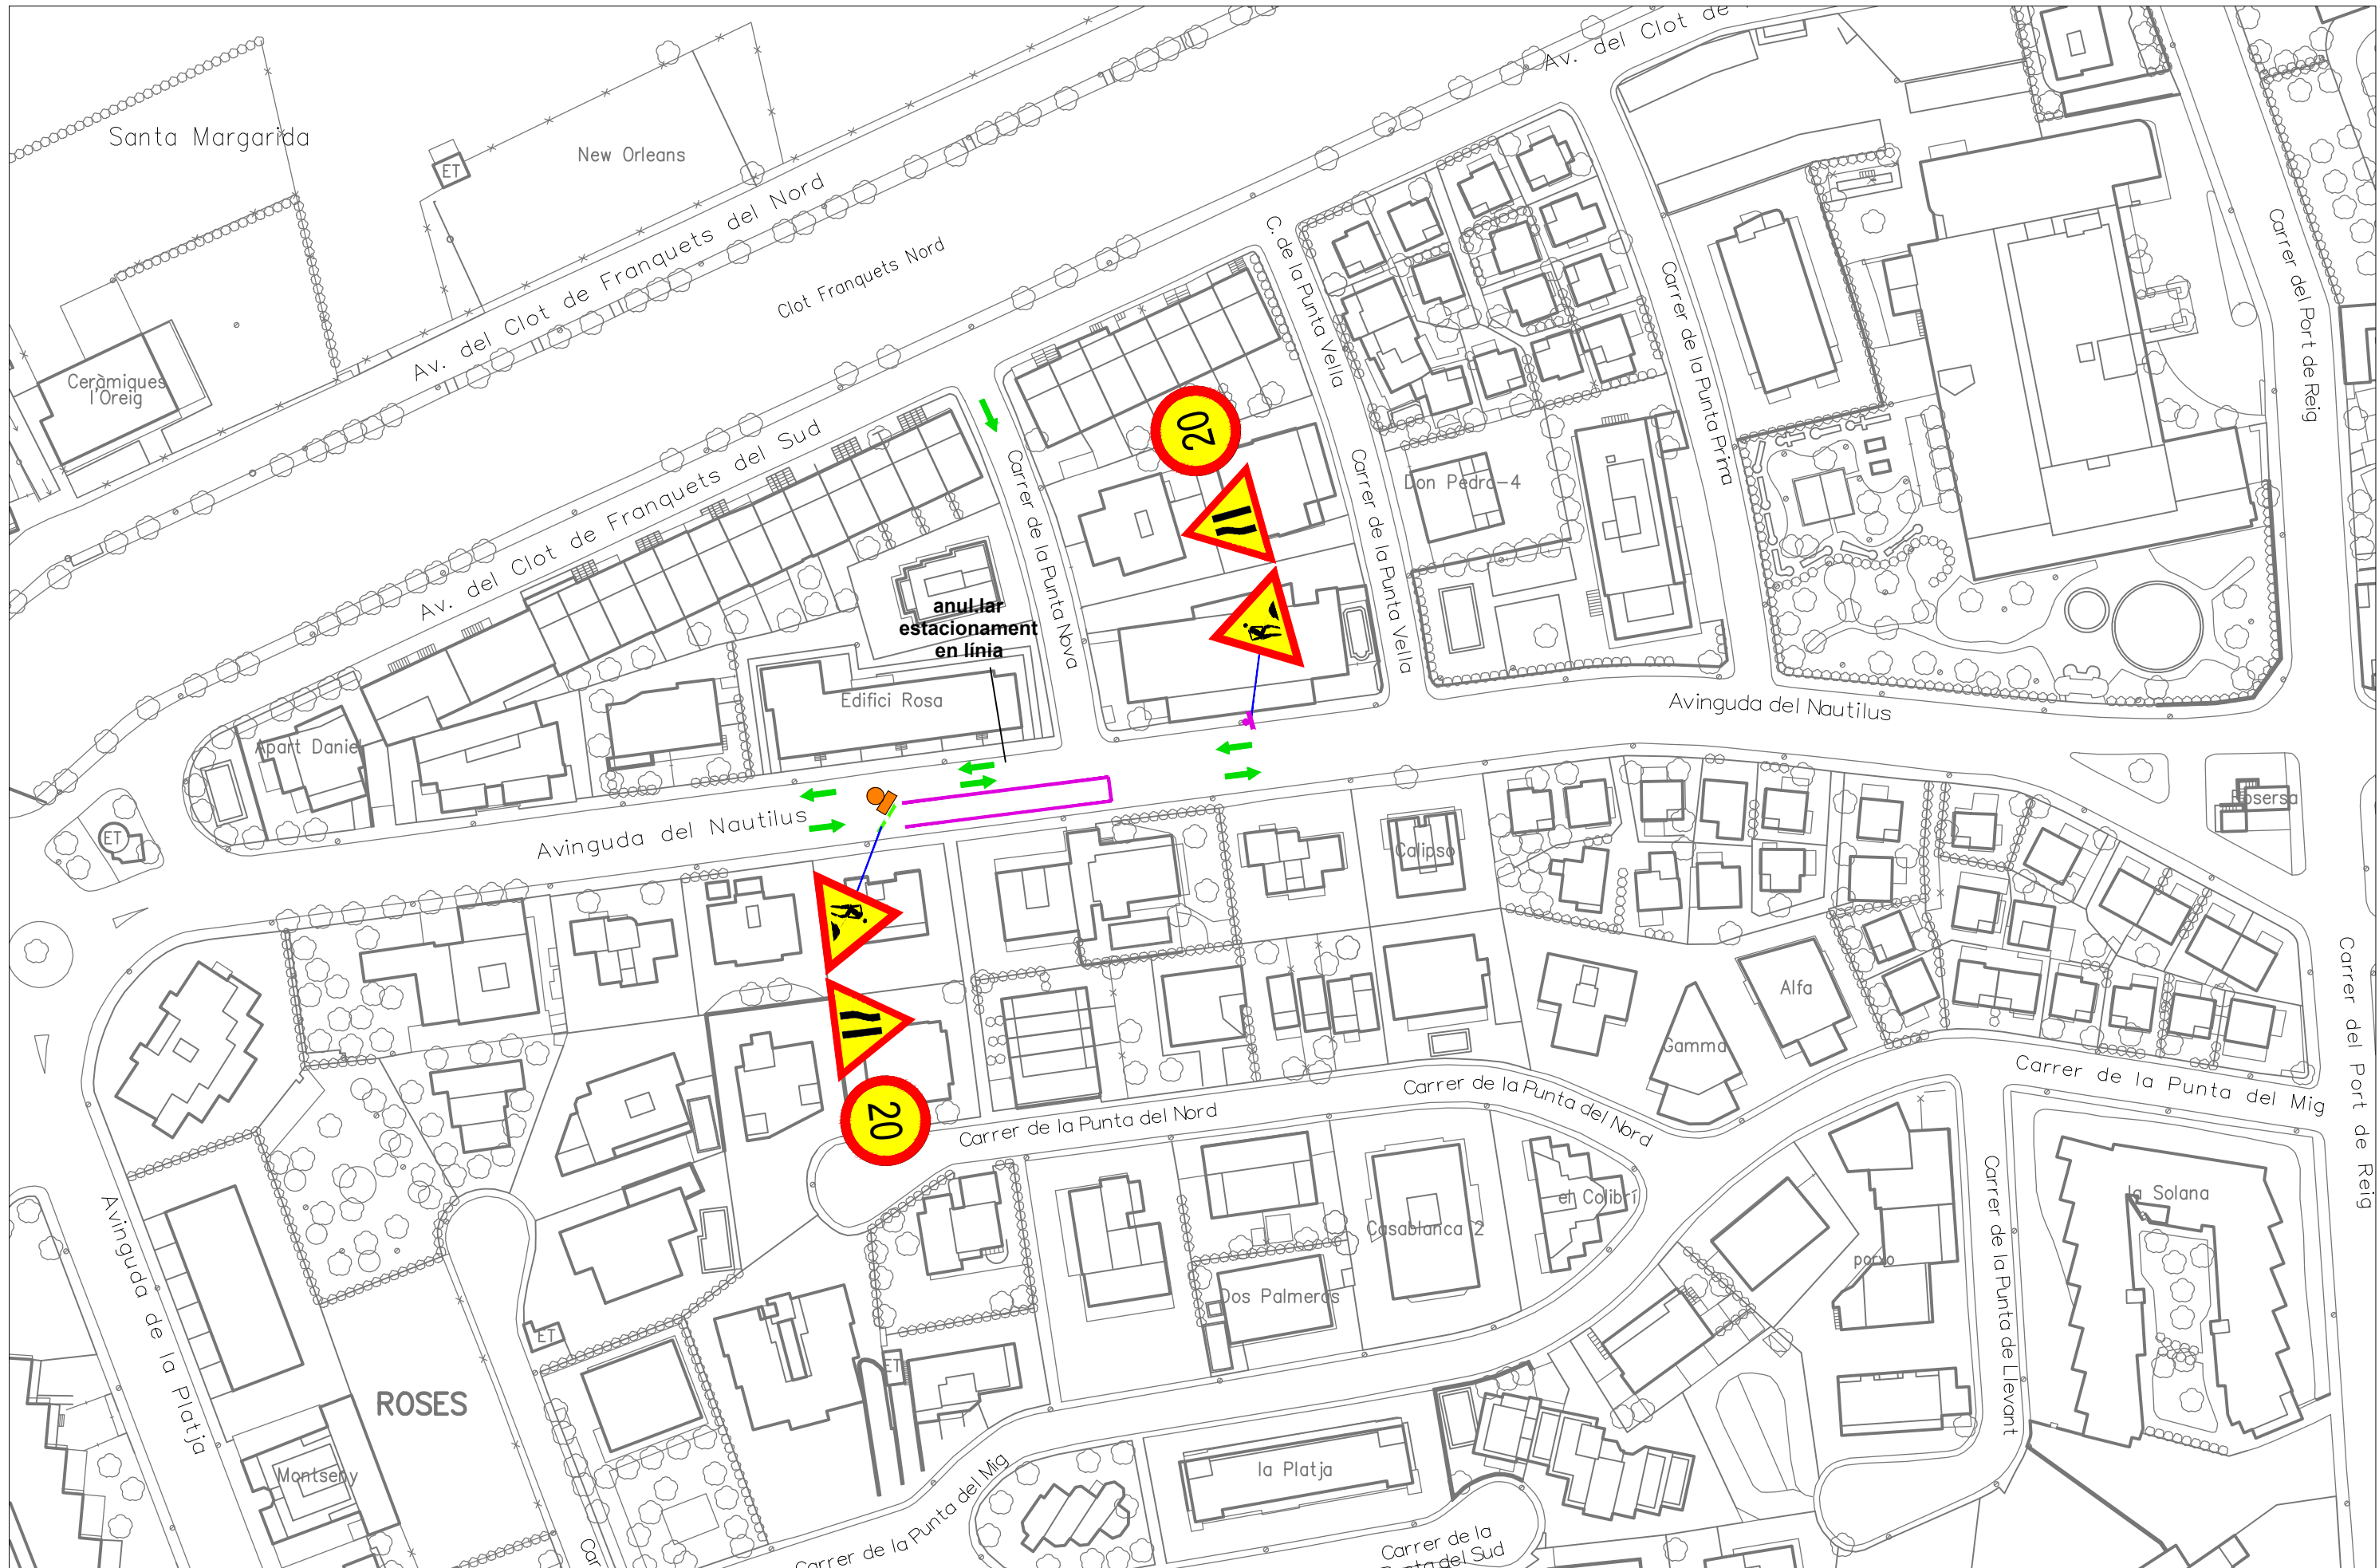 Av. del Clot de
Santa Margarida
New Orleans
ET
Av. del Clot de Franquets del Nord
Clot Franquets Nord
C. de la Punta Vella
Carrer de la Punta Prima
Carrer del Port de Reig
Ceràmiques
l'Oreig
20
Av. del Clot de Franquets del Sud
Carrer de la Punta Nova
Carrer de la Punta Vella
Don Pedro-4
anul.lar
estacionament
en línia
Edifici Rosa
Avinguda del Nautilus
Apart Daniel
ET
Avinguda del Nautilus
Rosersa
Calipso
Alfa
Gamma
Carrer del Port de Reig
Carrer de la Punta del Mig
20
Carrer de la Punta del Nord
Carrer de la Punta del Nord
el Colibrí
Casablanca 2
la Solana
Carrer de la Punta de Llevant
porxo
Dos Palmeras
Avinguda de la Platja
ET
ET
ROSES
Montseny
la Platja
Carrer de la Punta del Mig
Carrer de la
Punta del Sud